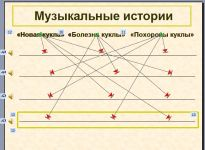 Музыкальные истории
«Новая кукла» «Болезнь куклы» «Похороны куклы»